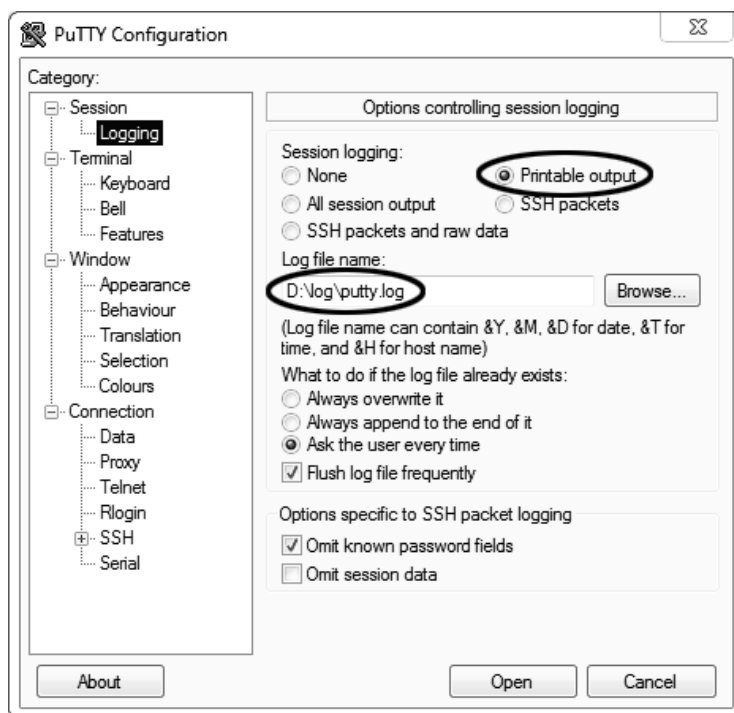 PuTTY Configuration
Category:
Session
Logging
Terminal
Keyboard
Bell
Features
Window
Appearance
Behaviour
Translation
Selection
Colours
Connection
Data
Proxy
Telnet
Rlogin
SSH
Serial
Options controlling session logging
Session logging:
None
Printable output
All session output
SSH packets
SSH packets and raw data
Log file name:
D:\log\putty.log
Browse...
(Log file name can contain &Y, &M, &D for date, &T for
time, and &H for host name)
What to do if the log file already exists:
Always overwrite it
Always append to the end of it
Ask the user every time
Flush log file frequently
Options specific to SSH packet logging
Omit known password fields
Omit session data
About
Open
Cancel